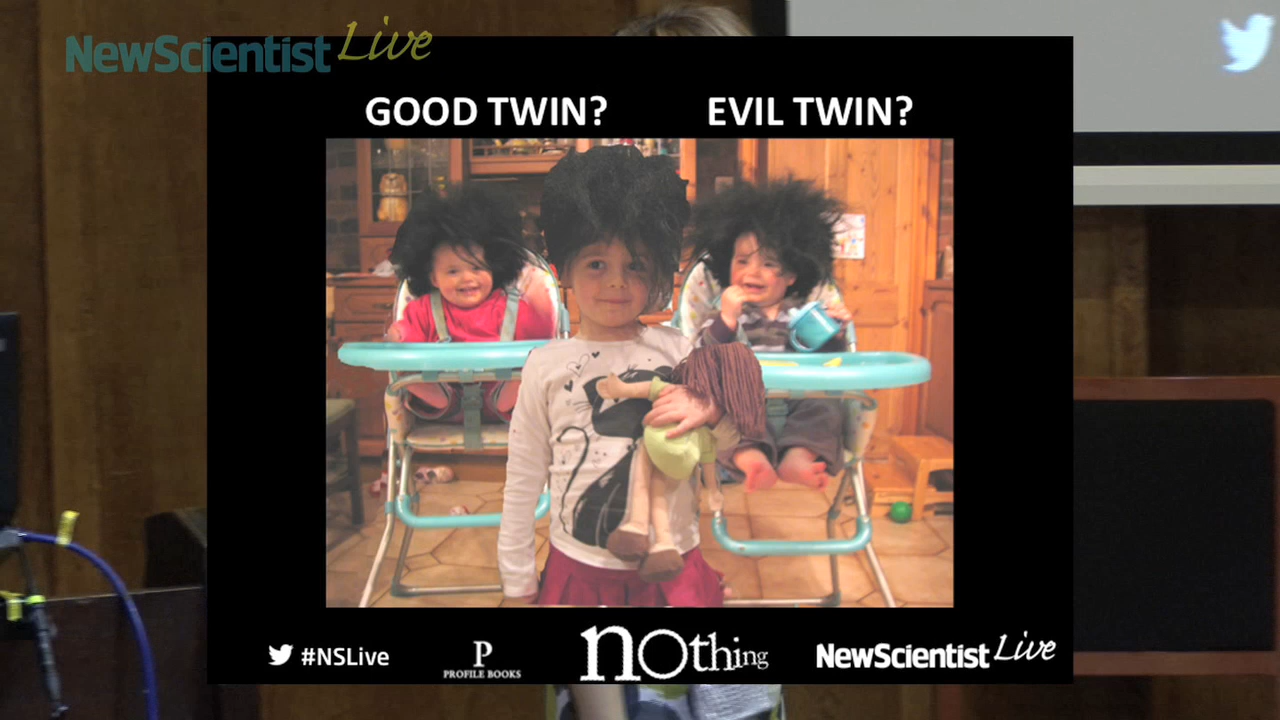 NewScientist Live
GOOD TWIN? EVIL TWIN?
#NSLive
P
PROFILE BOOKS
nothing
NewScientist Live